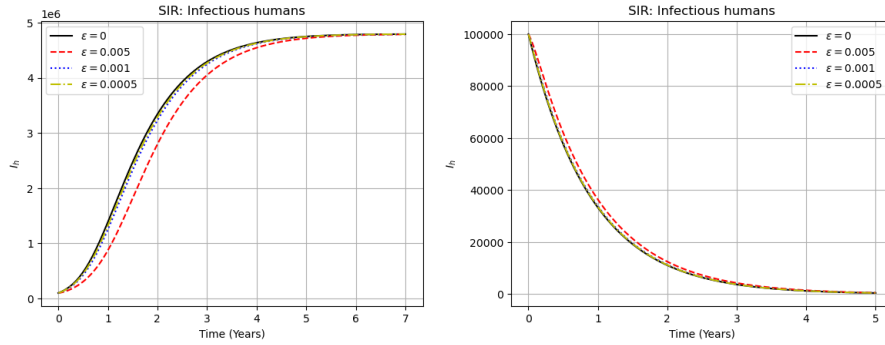 SIR: Infectious humans
1e6
5
4
3
2
1
0
I_h
ε = 0
ε = 0.005
ε = 0.001
ε = 0.0005
0 1 2 3 4 5 6 7
Time (Years)
SIR: Infectious humans
100000
80000
60000
40000
20000
0
I_h
ε = 0
ε = 0.005
ε = 0.001
ε = 0.0005
0 1 2 3 4 5
Time (Years)